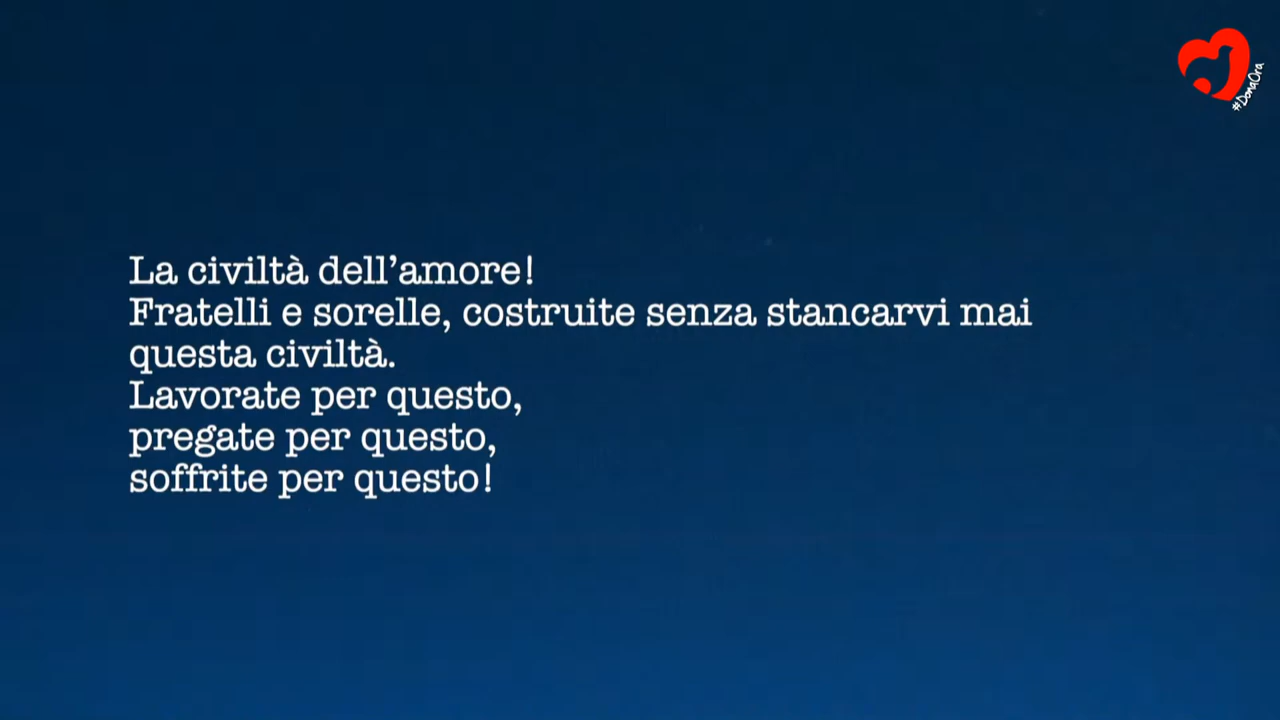 #DonaOra
La civiltà dell’amore!
Fratelli e sorelle, costruite senza stancarvi mai
questa civiltà.
Lavorate per questo,
pregate per questo,
soffrite per questo!